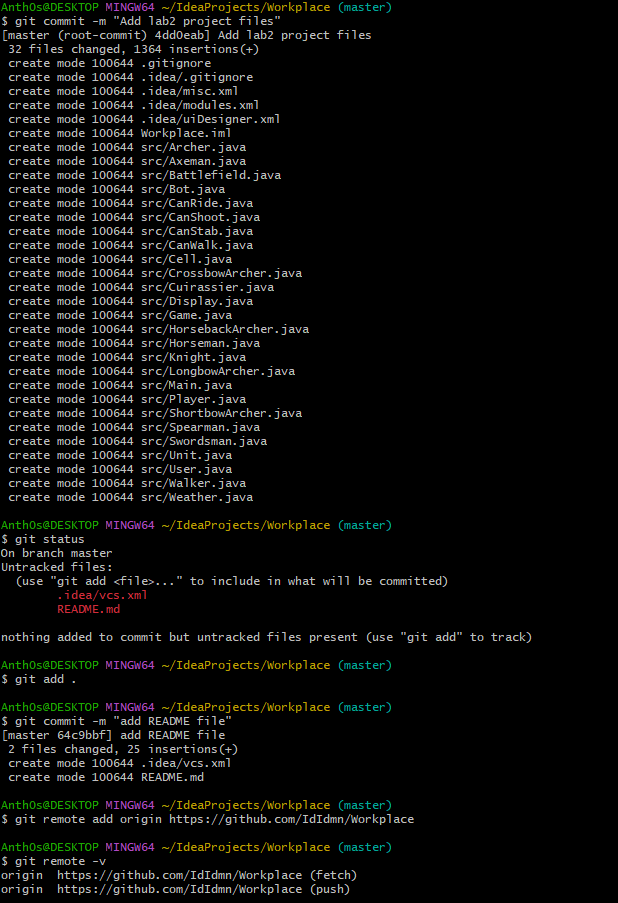 AnthOs@DESKTOP MINGW64 ~/IdeaProjects/Workplace (master)
$ git commit -m "Add lab2 project files"
[master (root-commit) 4dd0eab] Add lab2 project files
 32 files changed, 1364 insertions(+)
 create mode 100644 .gitignore
 create mode 100644 .idea/.gitignore
 create mode 100644 .idea/misc.xml
 create mode 100644 .idea/modules.xml
 create mode 100644 .idea/uiDesigner.xml
 create mode 100644 Workplace.iml
 create mode 100644 src/Archer.java
 create mode 100644 src/Axeman.java
 create mode 100644 src/Battlefield.java
 create mode 100644 src/Bot.java
 create mode 100644 src/CanRide.java
 create mode 100644 src/CanShoot.java
 create mode 100644 src/CanStab.java
 create mode 100644 src/CanWalk.java
 create mode 100644 src/Cell.java
 create mode 100644 src/CrossbowArcher.java
 create mode 100644 src/Cuirassier.java
 create mode 100644 src/Display.java
 create mode 100644 src/Game.java
 create mode 100644 src/HorsebackArcher.java
 create mode 100644 src/Horseman.java
 create mode 100644 src/Knight.java
 create mode 100644 src/LongbowArcher.java
 create mode 100644 src/Main.java
 create mode 100644 src/Player.java
 create mode 100644 src/ShortbowArcher.java
 create mode 100644 src/Spearman.java
 create mode 100644 src/Swordsman.java
 create mode 100644 src/Unit.java
 create mode 100644 src/User.java
 create mode 100644 src/Walker.java
 create mode 100644 src/Weather.java

AnthOs@DESKTOP MINGW64 ~/IdeaProjects/Workplace (master)
$ git status
On branch master
Untracked files:
  (use "git add <file>..." to include in what will be committed)
        .idea/vcs.xml
        README.md

nothing added to commit but untracked files present (use "git add" to track)

AnthOs@DESKTOP MINGW64 ~/IdeaProjects/Workplace (master)
$ git add .

AnthOs@DESKTOP MINGW64 ~/IdeaProjects/Workplace (master)
$ git commit -m "add README file"
[master 64c9bbf] add README file
 2 files changed, 25 insertions(+)
 create mode 100644 .idea/vcs.xml
 create mode 100644 README.md

AnthOs@DESKTOP MINGW64 ~/IdeaProjects/Workplace (master)
$ git remote add origin https://github.com/IdIdmn/Workplace

AnthOs@DESKTOP MINGW64 ~/IdeaProjects/Workplace (master)
$ git remote -v
origin  https://github.com/IdIdmn/Workplace (fetch)
origin  https://github.com/IdIdmn/Workplace (push)